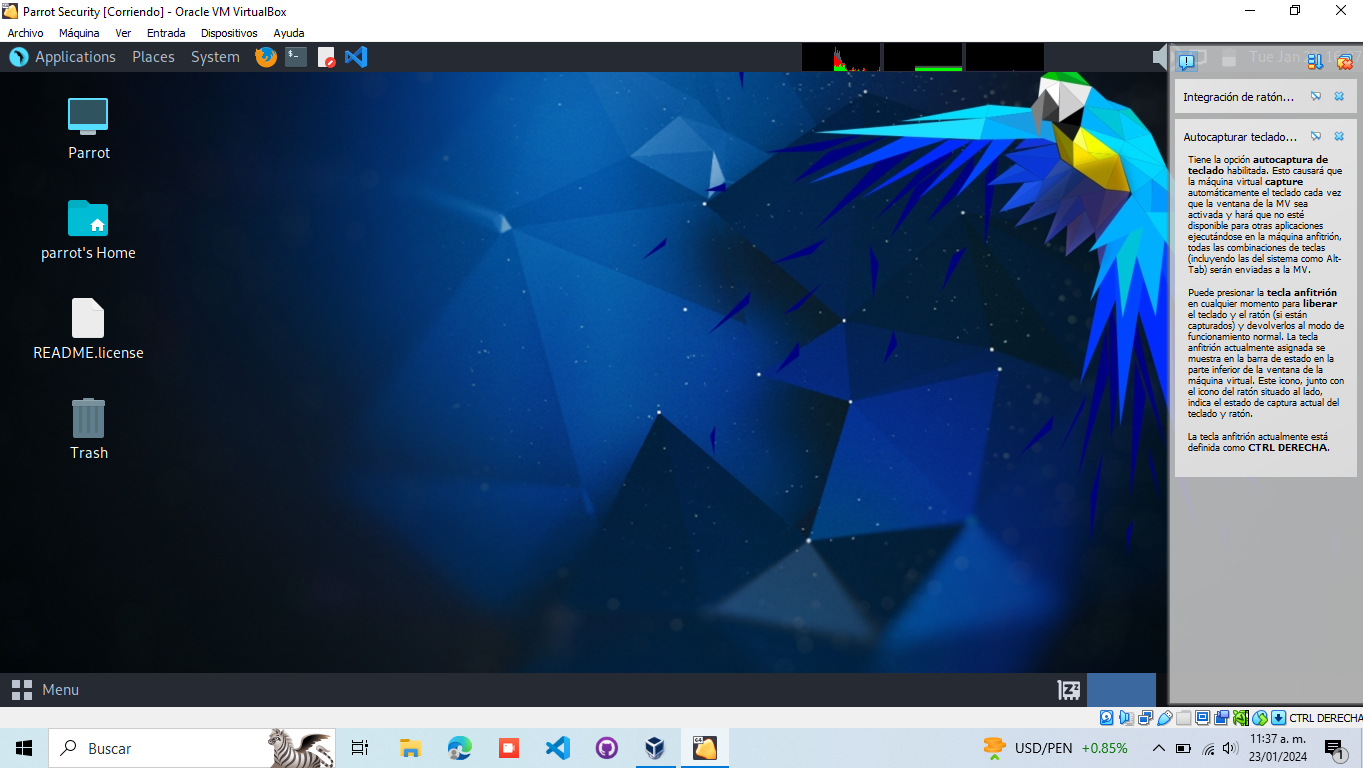 Parrot Security [Corriendo] - Oracle VM VirtualBox
Archivo Máquina Ver Entrada Dispositivos Ayuda
Applications Places System
Tue Jan
Parrot
parrot's Home
README.license
Trash
Integración de ratón...
Autocapturar teclado...
Tiene la opción autocaptura de
teclado habilitada. Esto causará que
la máquina virtual capture
automáticamente el teclado cada vez
que la ventana de la MV sea
activada y hará que no esté
disponible para otras aplicaciones
ejecutándose en la máquina anfitrión,
todas las combinaciones de teclas
(incluyendo las del sistema como Alt-
Tab) serán enviadas a la MV.
Puede presionar la tecla anfitrión
en cualquier momento para liberar
el teclado y el ratón (si están
capturados) y devolverlos al modo de
funcionamiento normal. La tecla
anfitrión actualmente asignada se
muestra en la barra de estado en la
parte inferior de la ventana de la
máquina virtual. Este icono, junto con
el icono del ratón situado al lado,
indica el estado de captura actual del
teclado y ratón.
La tecla anfitrión actualmente está
definida como CTRL DERECHA.
Menu
CTRL DERECHA
Buscar
USD/PEN +0.85%
11:37 a. m.
23/01/2024
1